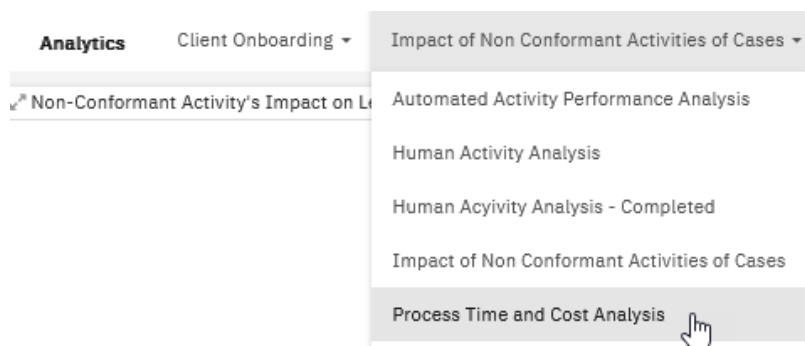 Analytics Client Onboarding Impact of Non Conformant Activities of Cases
Non-Conformant Activity's Impact on
Automated Activity Performance Analysis
Human Activity Analysis
Human Acyivity Analysis - Completed
Impact of Non Conformant Activities of Cases
Process Time and Cost Analysis